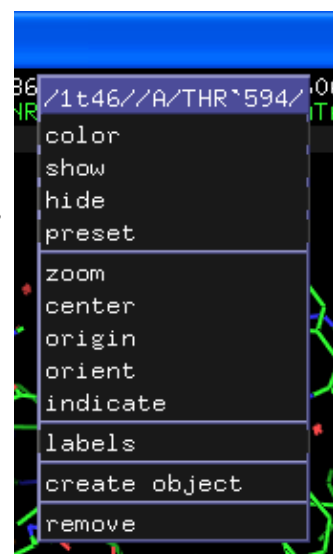 /1t46//A/THR`594/
color
show
hide
preset
zoom
center
origin
orient
indicate
labels
create object
remove